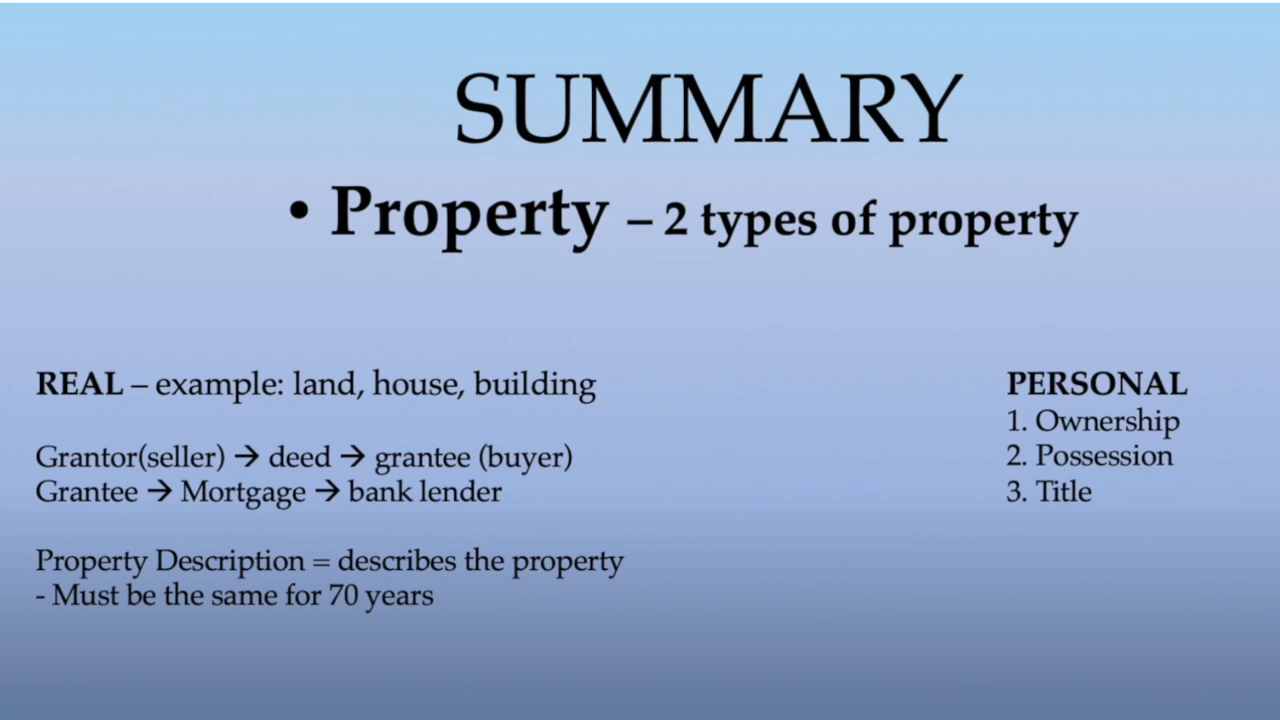 SUMMARY
• Property – 2 types of property
REAL – example: land, house, building
Grantor(seller) → deed → grantee (buyer)
Grantee → Mortgage → bank lender
Property Description = describes the property
- Must be the same for 70 years
PERSONAL
1. Ownership
2. Possession
3. Title